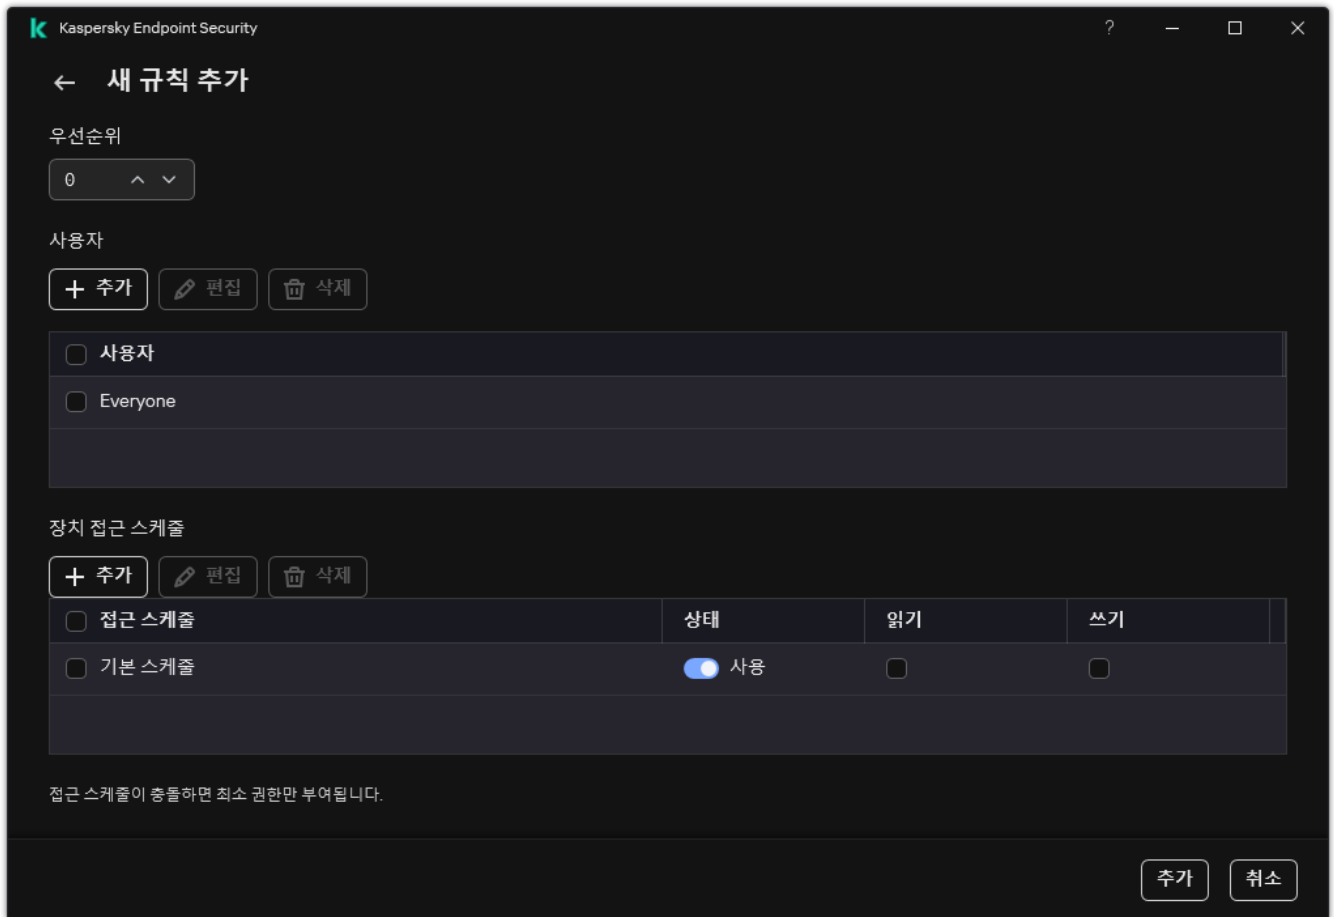 Kaspersky Endpoint Security ?
새 규칙 추가
우선순위
0
사용자
추가 편집 삭제
사용자
Everyone
장치 접근 스케줄
추가 편집 삭제
접근 스케줄 상태 읽기 쓰기
기본 스케줄 사용
접근 스케줄이 충돌하면 최소 권한만 부여됩니다.
추가 취소